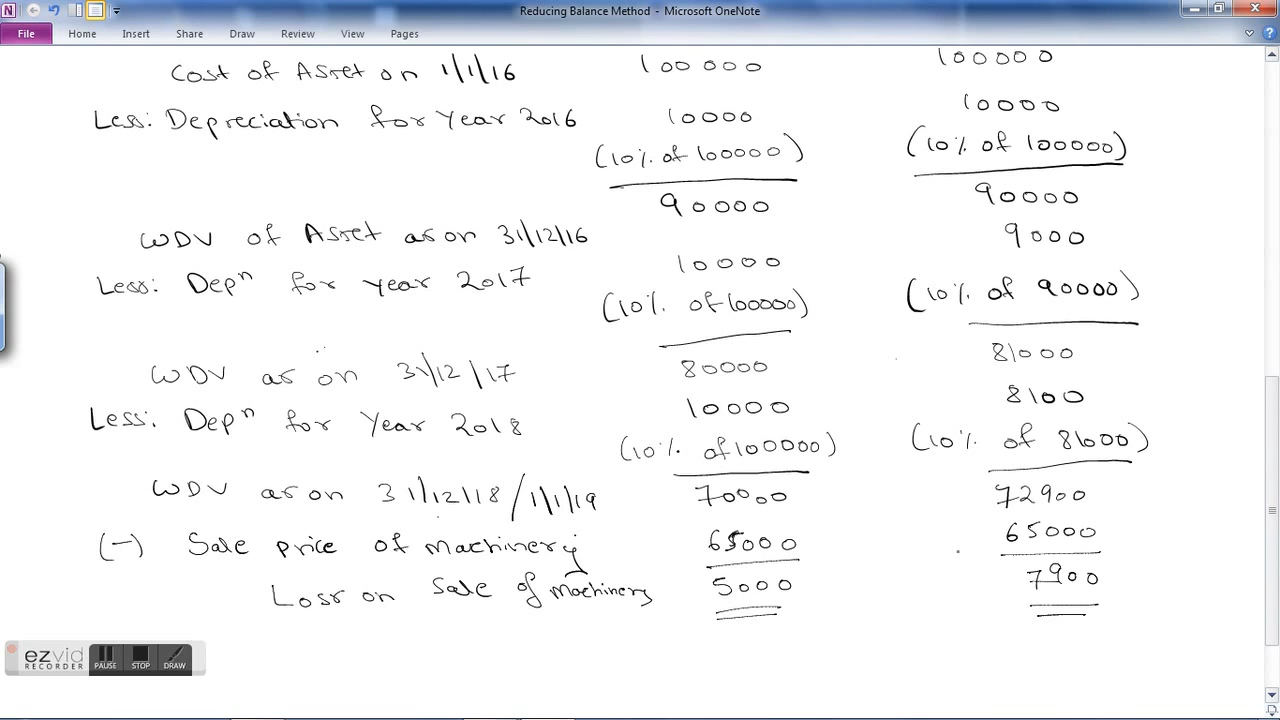 Reducing Balance Method - Microsoft OneNote
File Home Insert Share Draw Review View Pages
Cost of Asset on 1/1/16 100000 100000
Less: Depreciation for Year 2016 10000 10000
(10% of 100000) (10% of 100000)
90000 90000
WDV of Asset as on 31/12/16 9000
Less: Depⁿ for year 2017 10000
(10% of 100000) (10% of 90000)
WDV as on 31/12/17 80000 81000
Less: Depⁿ for Year 2018 10000 8100
(10% of 100000) (10% of 81000)
WDV as on 31/12/18 / 1/1/19 70000 72900
(-) Sale price of machinery 65000 65000
Loss on Sale of machinery 5000 7900
ezvid
RECORDER
PAUSE STOP DRAW